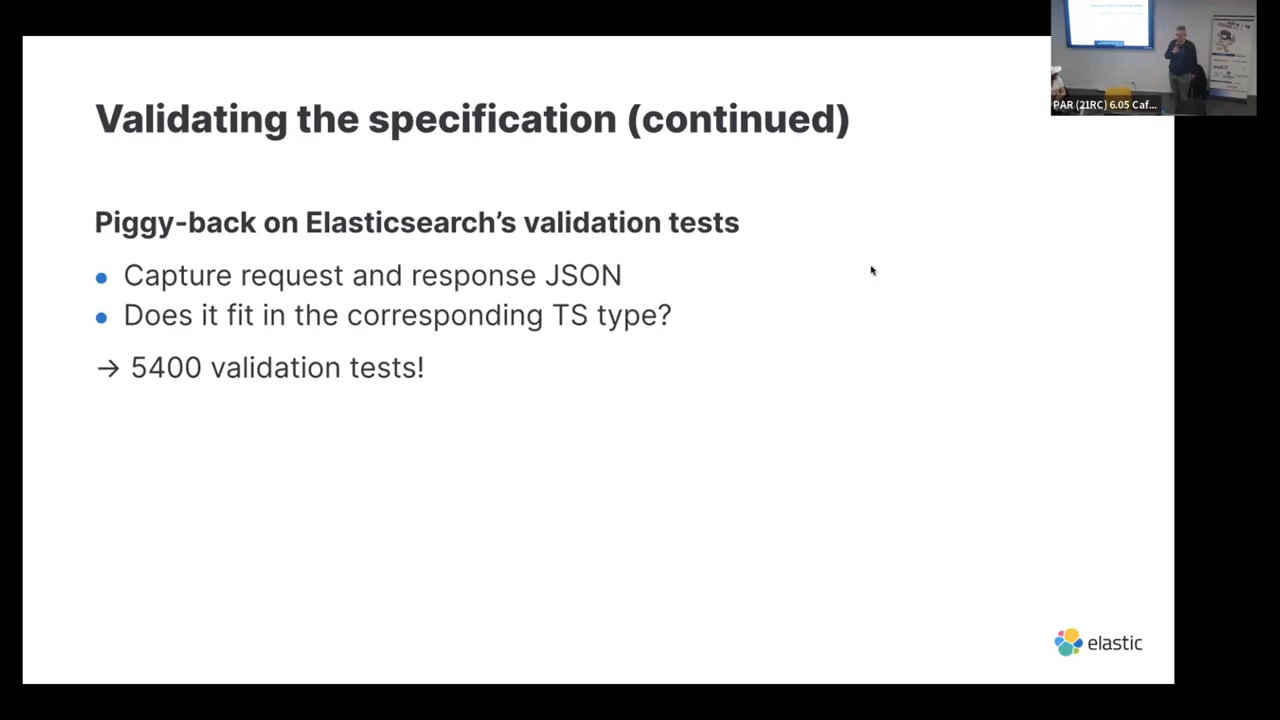 Validating the specification (continued)
PAR (21RC) 6.05 Caf...
Piggy-back on Elasticsearch’s validation tests
● Capture request and response JSON
● Does it fit in the corresponding TS type?
→ 5400 validation tests!
elastic